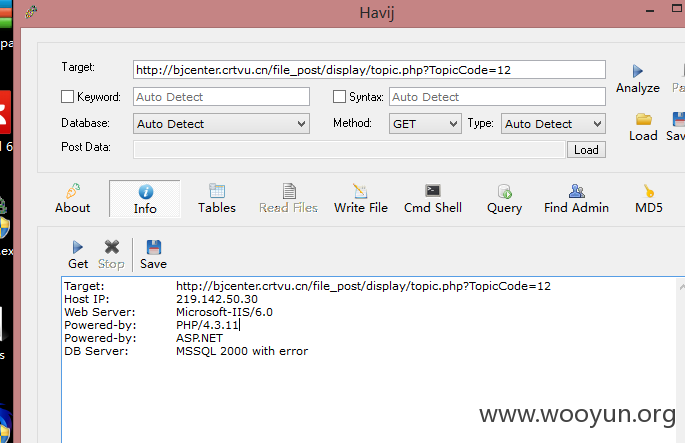 Havij
Target: http://bjcenter.crtvu.cn/file_post/display/topic.php?TopicCode=12
Analyze
Keyword: Auto Detect Syntax: Auto Detect
Database: Auto Detect Method: GET Type: Auto Detect
Load
Post Data: Load
About Info Tables Read Files Write File Cmd Shell Query Find Admin MD5
Get Stop Save
Target: http://bjcenter.crtvu.cn/file_post/display/topic.php?TopicCode=12
Host IP: 219.142.50.30
Web Server: Microsoft-IIS/6.0
Powered-by: PHP/4.3.11
Powered-by: ASP.NET
DB Server: MSSQL 2000 with error
www.wooyun.org